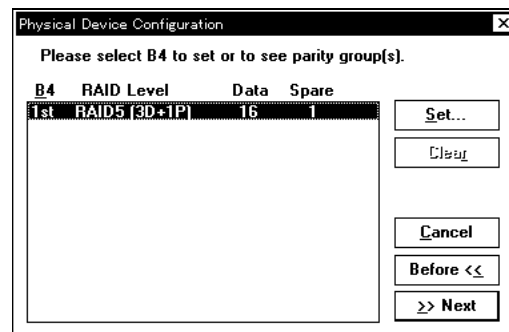 Physical Device Configuration
Please select B4 to set or to see parity group(s).
B4 RAID Level Data Spare
1st RAID5 (3D+1P) 16 1
Set...
Clear
Cancel
Before <<
>> Next